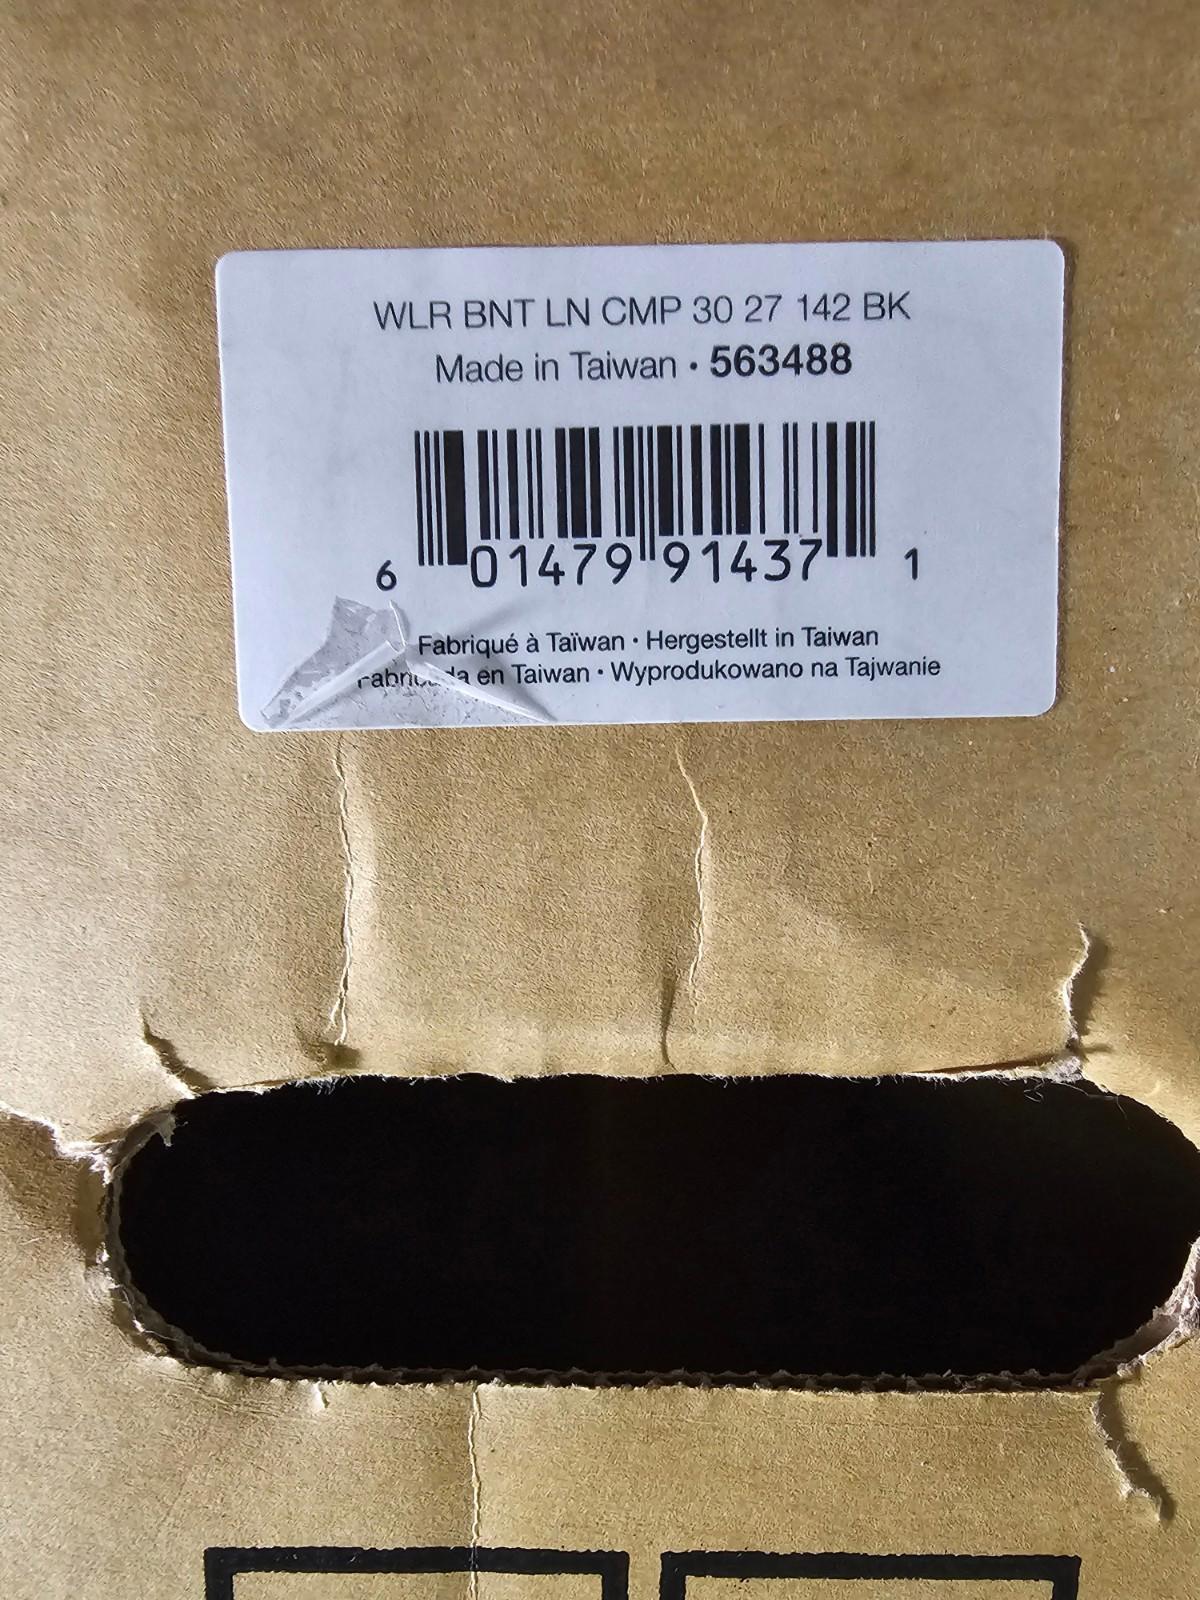 WLR BNT LN CMP 30 27 142 BK
Made in Taiwan • 563488
6 01479 91437 1
Fabriqué à Taïwan • Hergestellt in Taiwan
en Taiwan • Wyprodukowano na Tajwanie